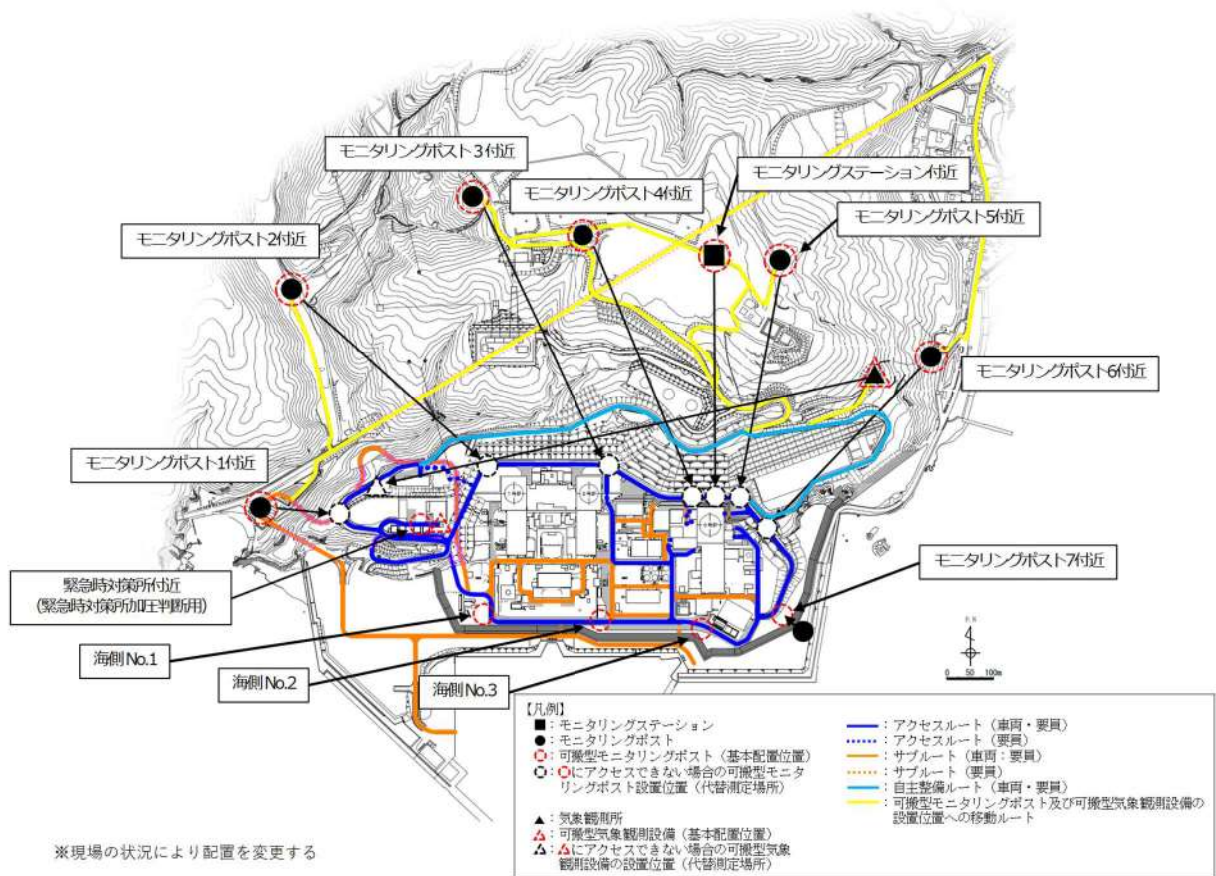 モニタリングポスト3付近
モニタリングポスト4付近
モニタリングステーション付近
モニタリングポスト2付近
モニタリングポスト5付近
モニタリングポスト6付近
モニタリングポスト1付近
モニタリングポスト7付近
緊急時対策所付近
(緊急時対策所加圧判断用)
海側No.1
海側No.2
海側No.3
0 50 100m
【凡例】
■：モニタリングステーション
●：モニタリングポスト
：可搬型モニタリングポスト（基本配置位置）
：にアクセスできない場合の可搬型モニタ
リングポスト設置位置（代替測定場所）
▲：気象観測所
：可搬型気象観測設備（基本配置位置）
：にアクセスできない場合の可搬型気象
観測設備の設置位置（代替測定場所）
：アクセスルート（車両・要員）
：アクセスルート（要員）
：サブルート（車両・要員）
：サブルート（要員）
：自主整備ルート（車両・要員）
：可搬型モニタリングポスト及び可搬型気象観測設備の
設置位置への移動ルート
※現場の状況により配置を変更する